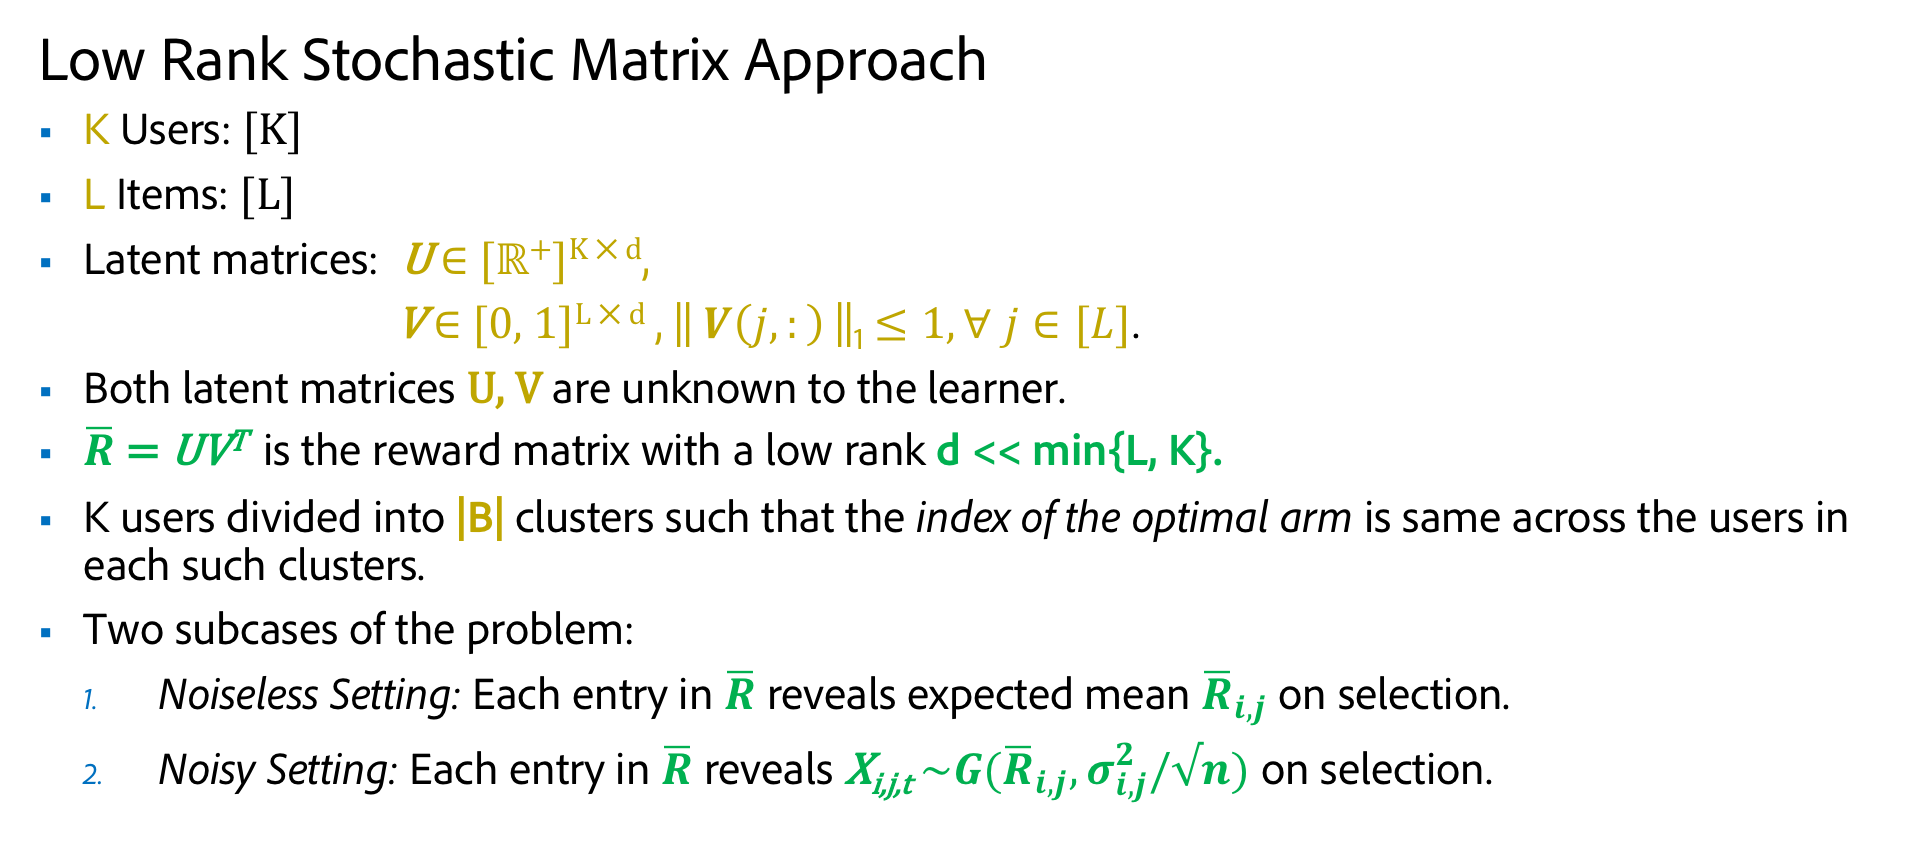 Low Rank Stochastic Matrix Approach
▪ K Users: [K]
▪ L Items: [L]
▪ Latent matrices: U ∈ [ℝ⁺]^{K × d},
V ∈ [0, 1]^{L × d}, ‖ V(j, : ) ‖₁ ≤ 1, ∀ j ∈ [L].
▪ Both latent matrices U, V are unknown to the learner.
▪ R̅ = UVᵀ is the reward matrix with a low rank d << min{L, K}.
▪ K users divided into |B| clusters such that the index of the optimal arm is same across the users in
each such clusters.
▪ Two subcases of the problem:
1. Noiseless Setting: Each entry in R̅ reveals expected mean R̅_{i,j} on selection.
2. Noisy Setting: Each entry in R̅ reveals X_{i,j,t}~G(R̅_{i,j}, σ²_{i,j}/√n) on selection.